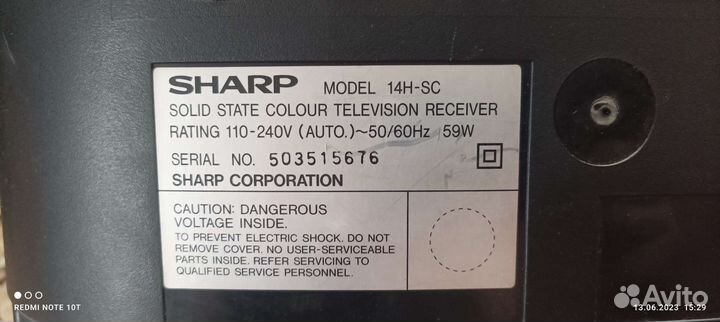 SHARP MODEL 14H-SC
SOLID STATE COLOUR TELEVISION RECEIVER
RATING 110-240V (AUTO.)~50/60Hz 59W
SERIAL NO. 503515676
SHARP CORPORATION
CAUTION: DANGEROUS
VOLTAGE INSIDE.
TO PREVENT ELECTRIC SHOCK. DO NOT
REMOVE COVER. NO USER-SERVICEABLE
PARTS INSIDE. REFER SERVICING TO
QUALIFIED SERVICE PERSONNEL.
REDMI NOTE 10T
13.06.2023 15:29
Avito